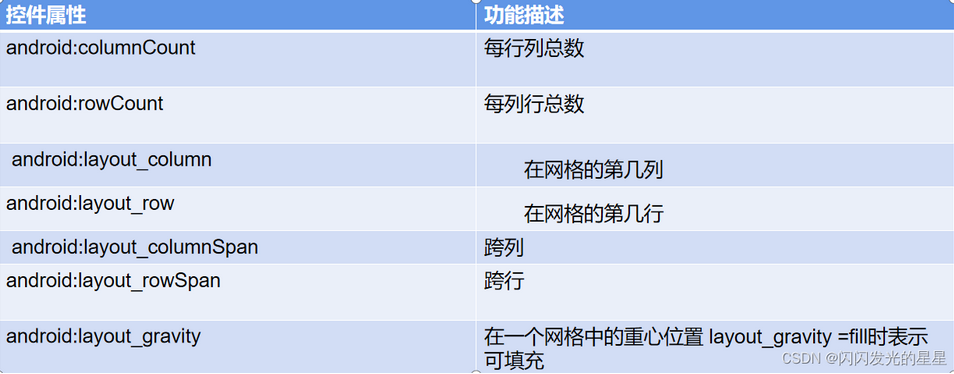 控件属性 功能描述
android:columnCount 每行列总数
android:rowCount 每列行总数
android:layout_column 在网格的第几列
android:layout_row 在网格的第几行
android:layout_columnSpan 跨列
android:layout_rowSpan 跨行
android:layout_gravity 在一个网格中的重心位置 layout_gravity =fill时表示
可填充
CSDN @闪闪发光的星星